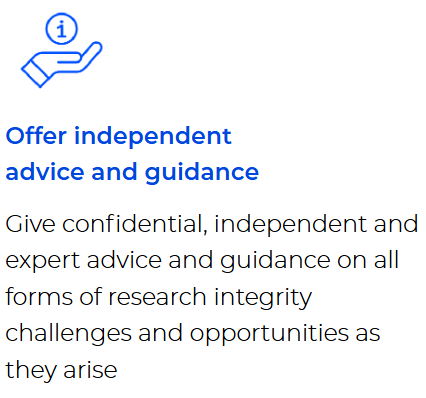 Offer independent
advice and guidance
Give confidential, independent and
expert advice and guidance on all
forms of research integrity
challenges and opportunities as
they arise